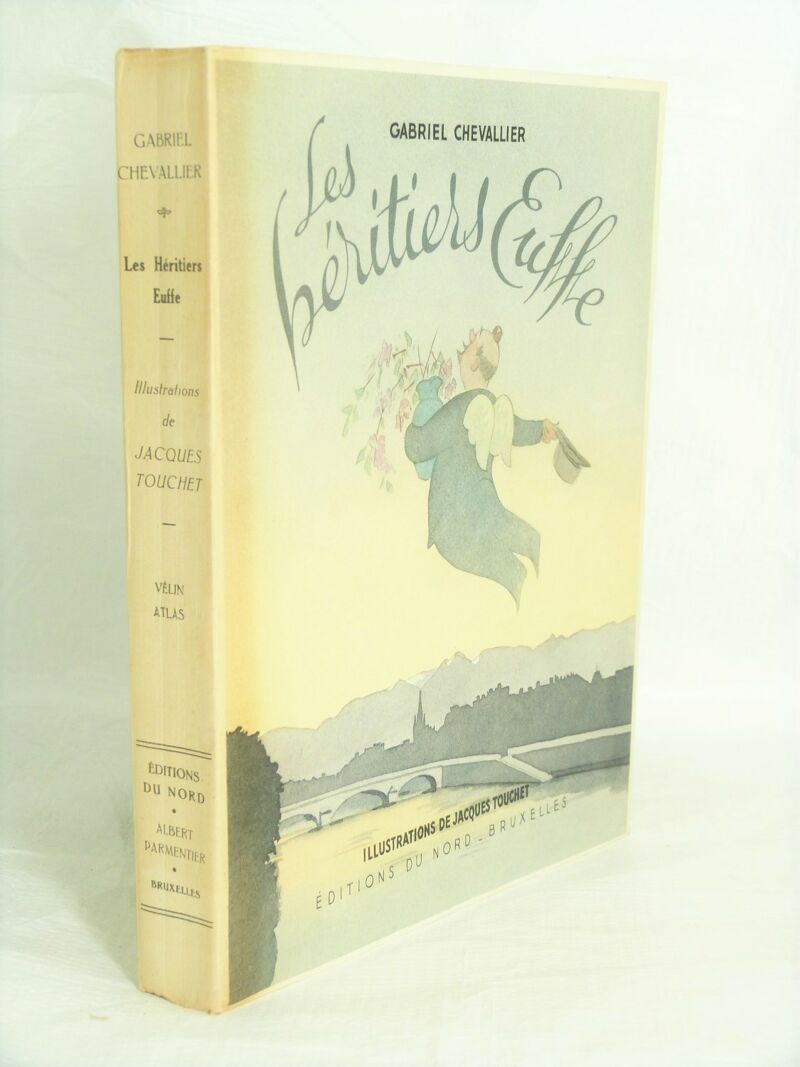 GABRIEL
CHEVALLIER
Les Héritiers
Euffe
Illustrations
de
JACQUES
TOUCHET
VÉLIN
ATLAS
ÉDITIONS
DU NORD
ALBERT
PARMENTIER
BRUXELLES
GABRIEL CHEVALLIER
Les
héritiers Euffe
ILLUSTRATIONS DE JACQUES TOUCHET
ÉDITIONS DU NORD - BRUXELLES